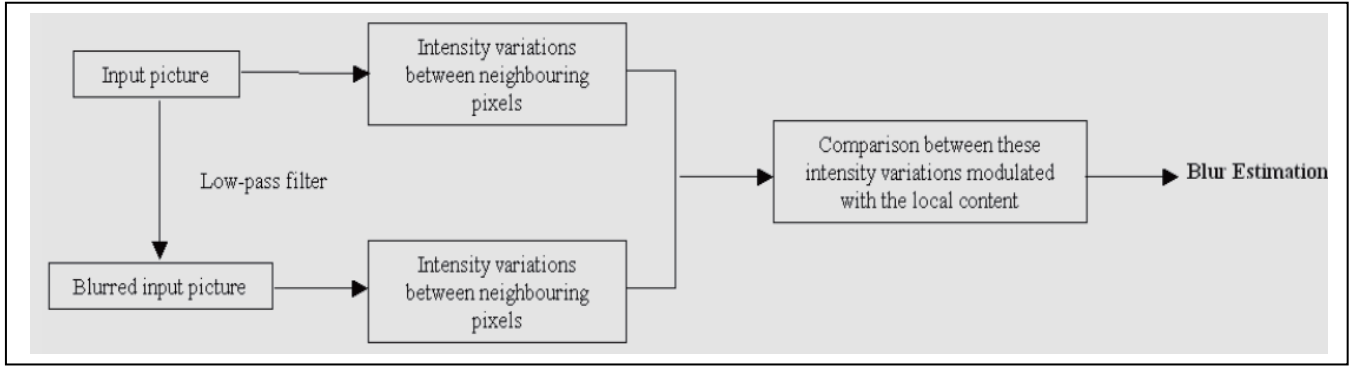 Input picture
Intensity variations
between neighbouring
pixels
Low-pass filter
Blurred input picture
Intensity variations
between neighbouring
pixels
Comparison between these
intensity variations modulated
with the local content
Blur Estimation